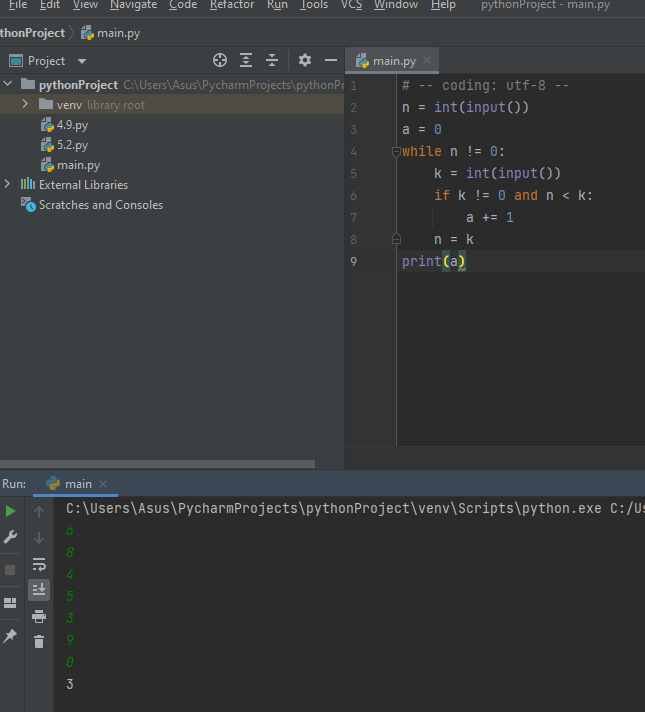 File Edit View Navigate Code Refactor Run Tools VCS Window Help pythonProject - main.py
thonProject main.py
Project
main.py
pythonProject C:\Users\Asus\PycharmProjects\pythonPr
venv library root
4.9.py
5.2.py
main.py
External Libraries
Scratches and Consoles
1 # -- coding: utf-8 --
2 n = int(input())
3 a = 0
4 while n != 0:
5 k = int(input())
6 if k != 0 and n < k:
7 a += 1
8 n = k
9 print(a)
Run: main
C:\Users\Asus\PycharmProjects\pythonProject\venv\Scripts\python.exe C:/Us
6
8
4
5
3
9
0
3